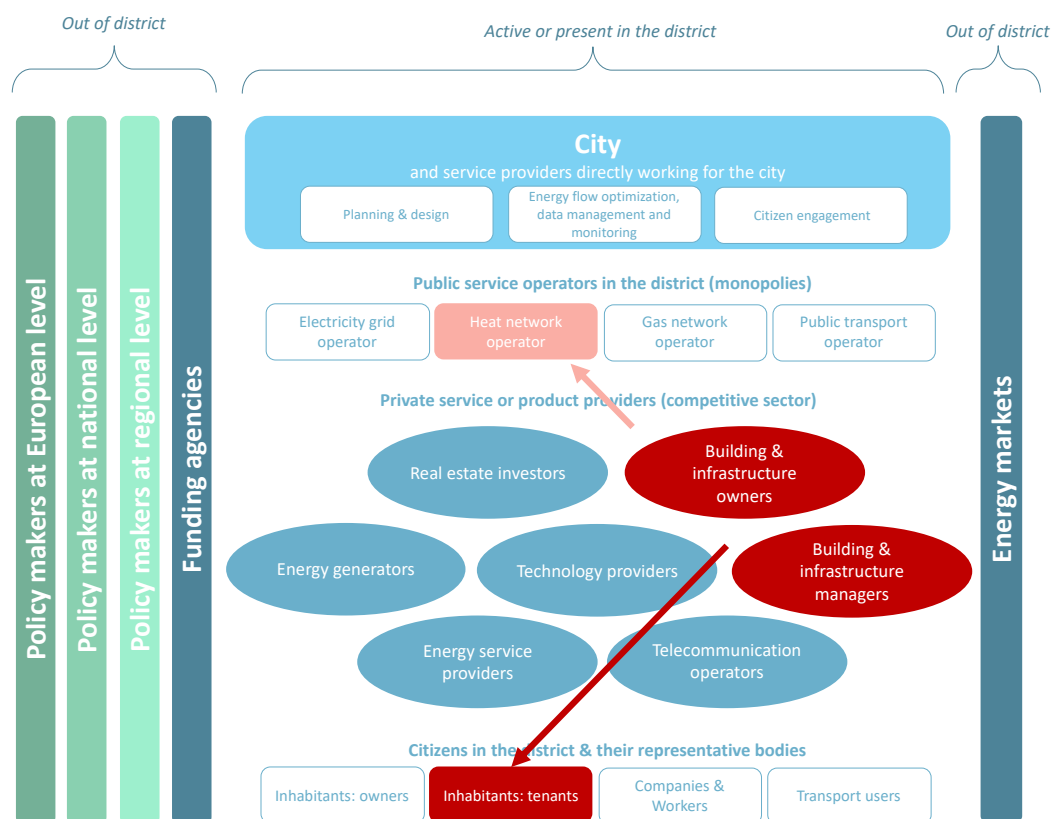 Out of district
Active or present in the district
Out of district
Policy makers at European level
Policy makers at national level
Policy makers at regional level
Funding agencies
City
and service providers directly working for the city
Planning & design
Energy flow optimization,
data management and
monitoring
Citizen engagement
Public service operators in the district (monopolies)
Electricity grid
operator
Heat network
operator
Gas network
operator
Public transport
operator
Private service or product providers (competitive sector)
Real estate investors
Building &
infrastructure
owners
Energy generators
Technology providers
Building &
infrastructure
managers
Energy service
providers
Telecommunication
operators
Citizens in the district & their representative bodies
Inhabitants: owners
Inhabitants: tenants
Companies &
Workers
Transport users
Energy markets